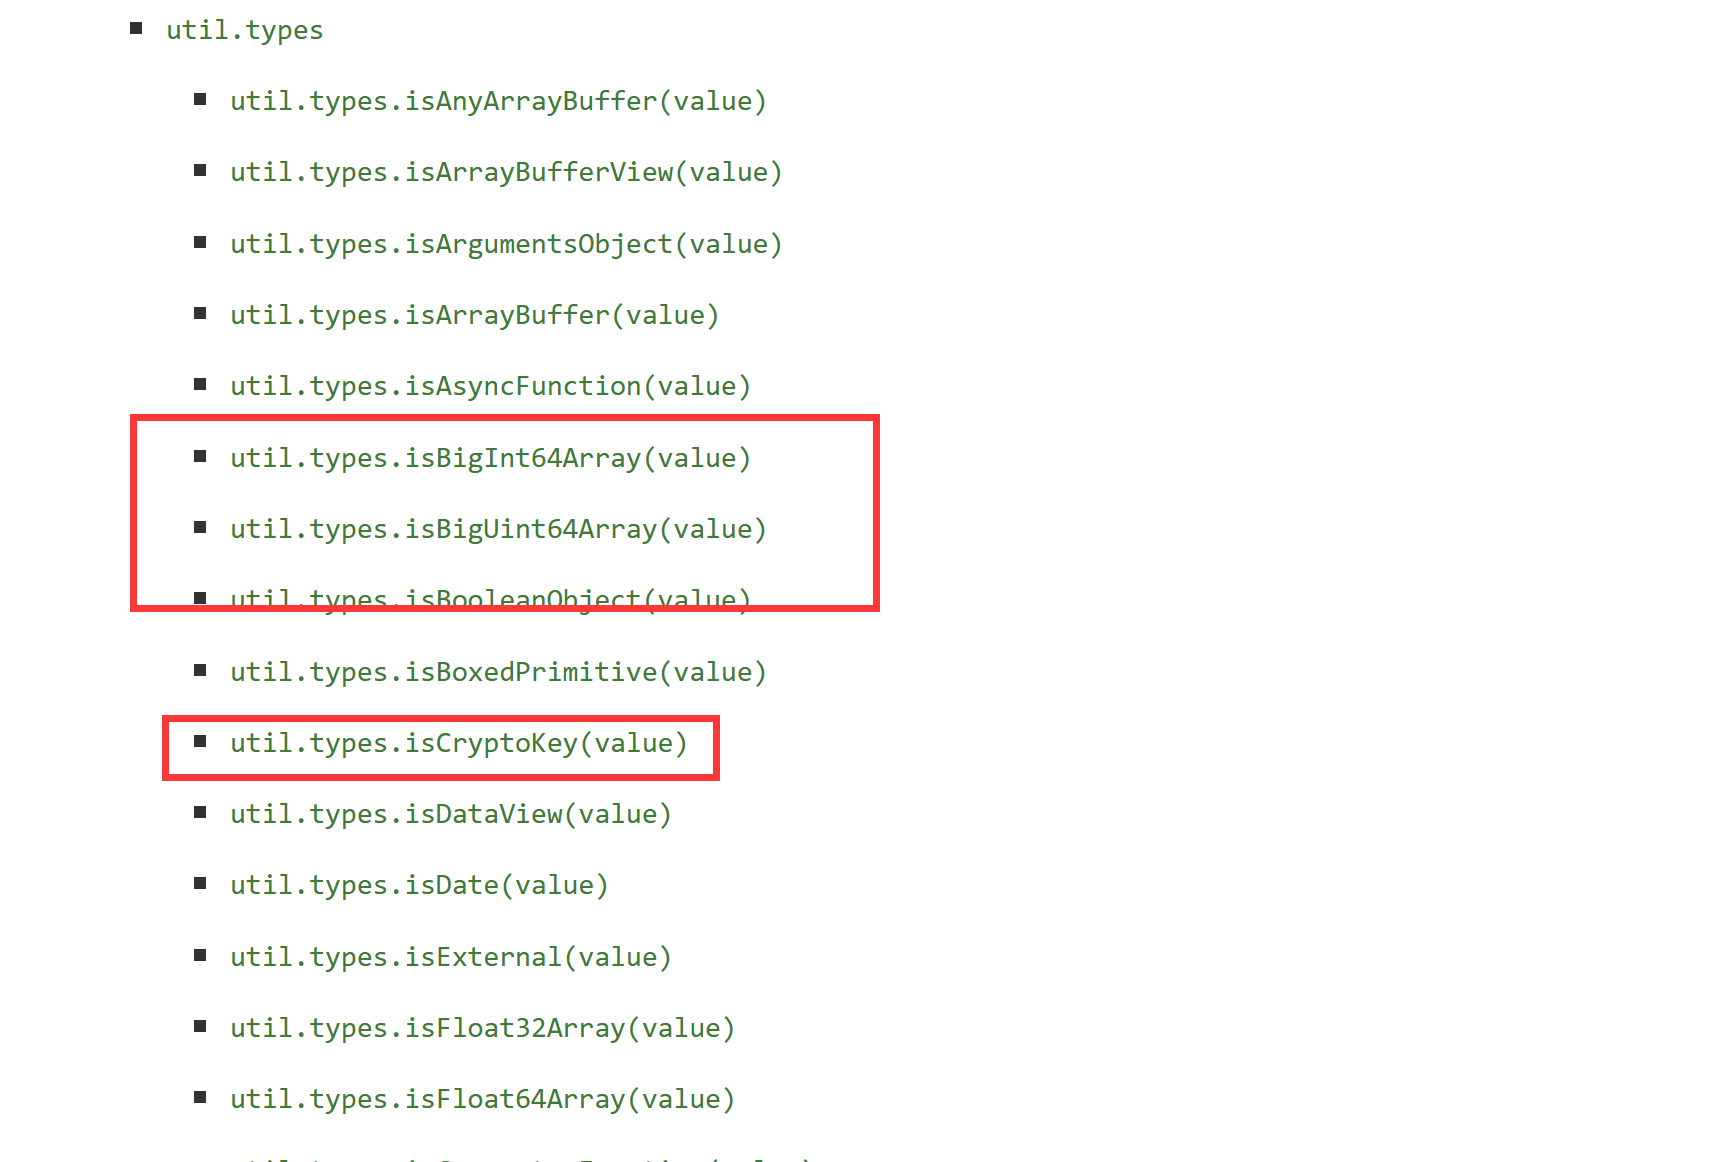 util.types
util.types.isAnyArrayBuffer(value)
util.types.isArrayBufferView(value)
util.types.isArgumentsObject(value)
util.types.isArrayBuffer(value)
util.types.isAsyncFunction(value)
util.types.isBigInt64Array(value)
util.types.isBigUint64Array(value)
util.types.isBooleanObject(value)
util.types.isBoxedPrimitive(value)
util.types.isCryptoKey(value)
util.types.isDataView(value)
util.types.isDate(value)
util.types.isExternal(value)
util.types.isFloat32Array(value)
util.types.isFloat64Array(value)